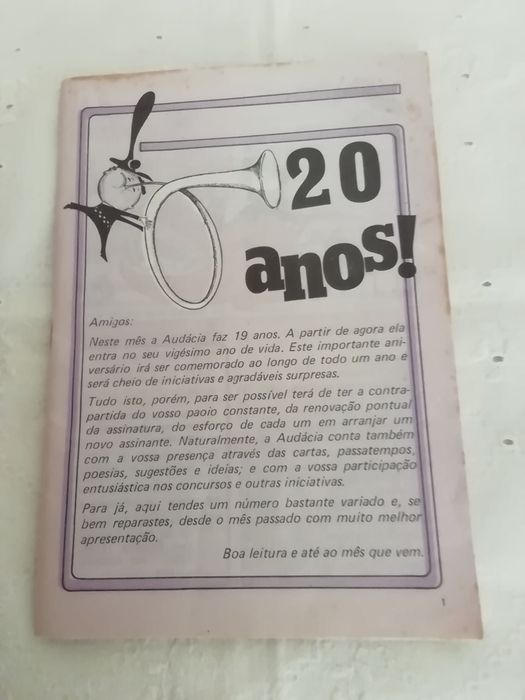 20
anos!
Amigos:
Neste mês a Audácia faz 19 anos. A partir de agora ela
entra no seu vigésimo ano de vida. Este importante ani-
versário irá ser comemorado ao longo de todo um ano e
será cheio de iniciativas e agradáveis surpresas.
Tudo isto, porém, para ser possível terá de ter a contra-
partida do vosso paoio constante, da renovação pontual
da assinatura, do esforço de cada um em arranjar um
novo assinante. Naturalmente, a Audácia conta também
com a vossa presença através das cartas, passatempos,
poesias, sugestões e ideias; e com a vossa participação
entusiástica nos concursos e outras iniciativas.
Para já, aqui tendes um número bastante variado e, se
bem reparastes, desde o mês passado com muito melhor
apresentação.
Boa leitura e até ao mês que vem.
1